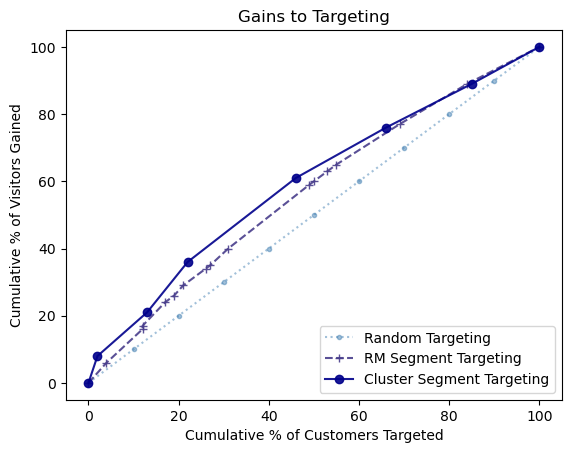 Gains to Targeting
Cumulative % of Visitors Gained
100
80
60
40
20
0
Random Targeting
RM Segment Targeting
Cluster Segment Targeting
0 20 40 60 80 100
Cumulative % of Customers Targeted